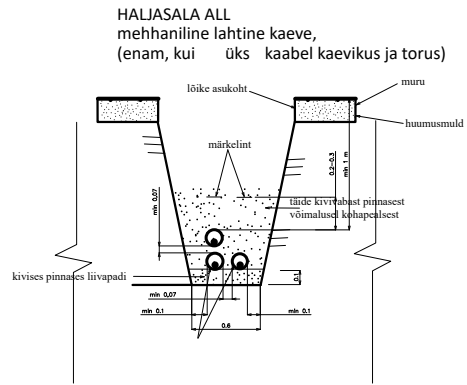 HALJASALA ALL
mehhaniline lahtine kaeve,
(enam, kui üks kaabel kaevikus ja torus)
lõike asukoht
muru
huumusmuld
märkelint
min 0,07
0.2-0.3
min 1 m
täide kivivabast pinnasest
võimalusel kohapealsest
kivises pinnases liivapadi
0.1
min 0,07
min 0.1
min 0.1
0.6